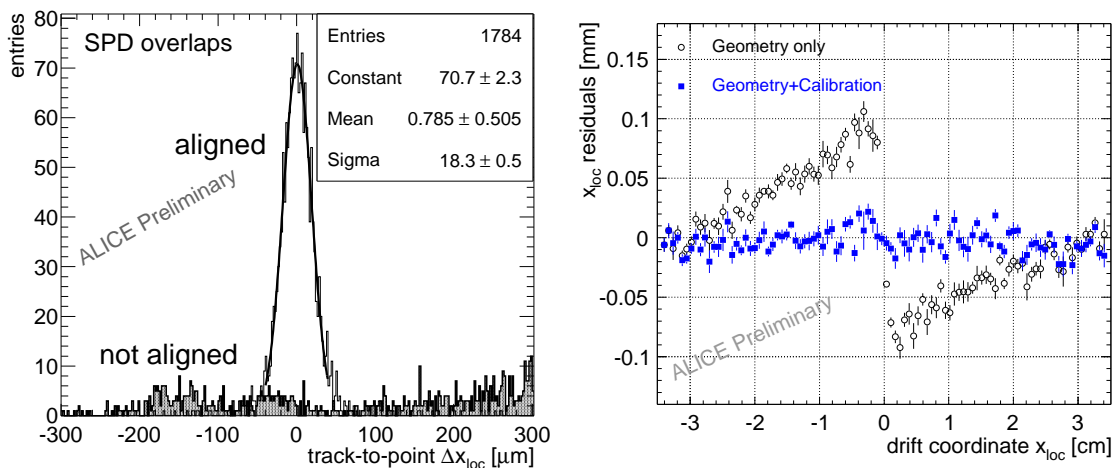 entries
80
70
60
50
40
30
20
10
0
SPD overlaps
Entries 1784
Constant 70.7 ± 2.3
Mean 0.785 ± 0.505
Sigma 18.3 ± 0.5
aligned
ALICE Preliminary
not aligned
-300 -200 -100 0 100 200 300
track-to-point Δx_loc [μm]
x_loc residuals [mm]
0.15
0.1
0.05
0
-0.05
-0.1
Geometry only
Geometry+Calibration
ALICE Preliminary
-3 -2 -1 0 1 2 3
drift coordinate x_loc [cm]